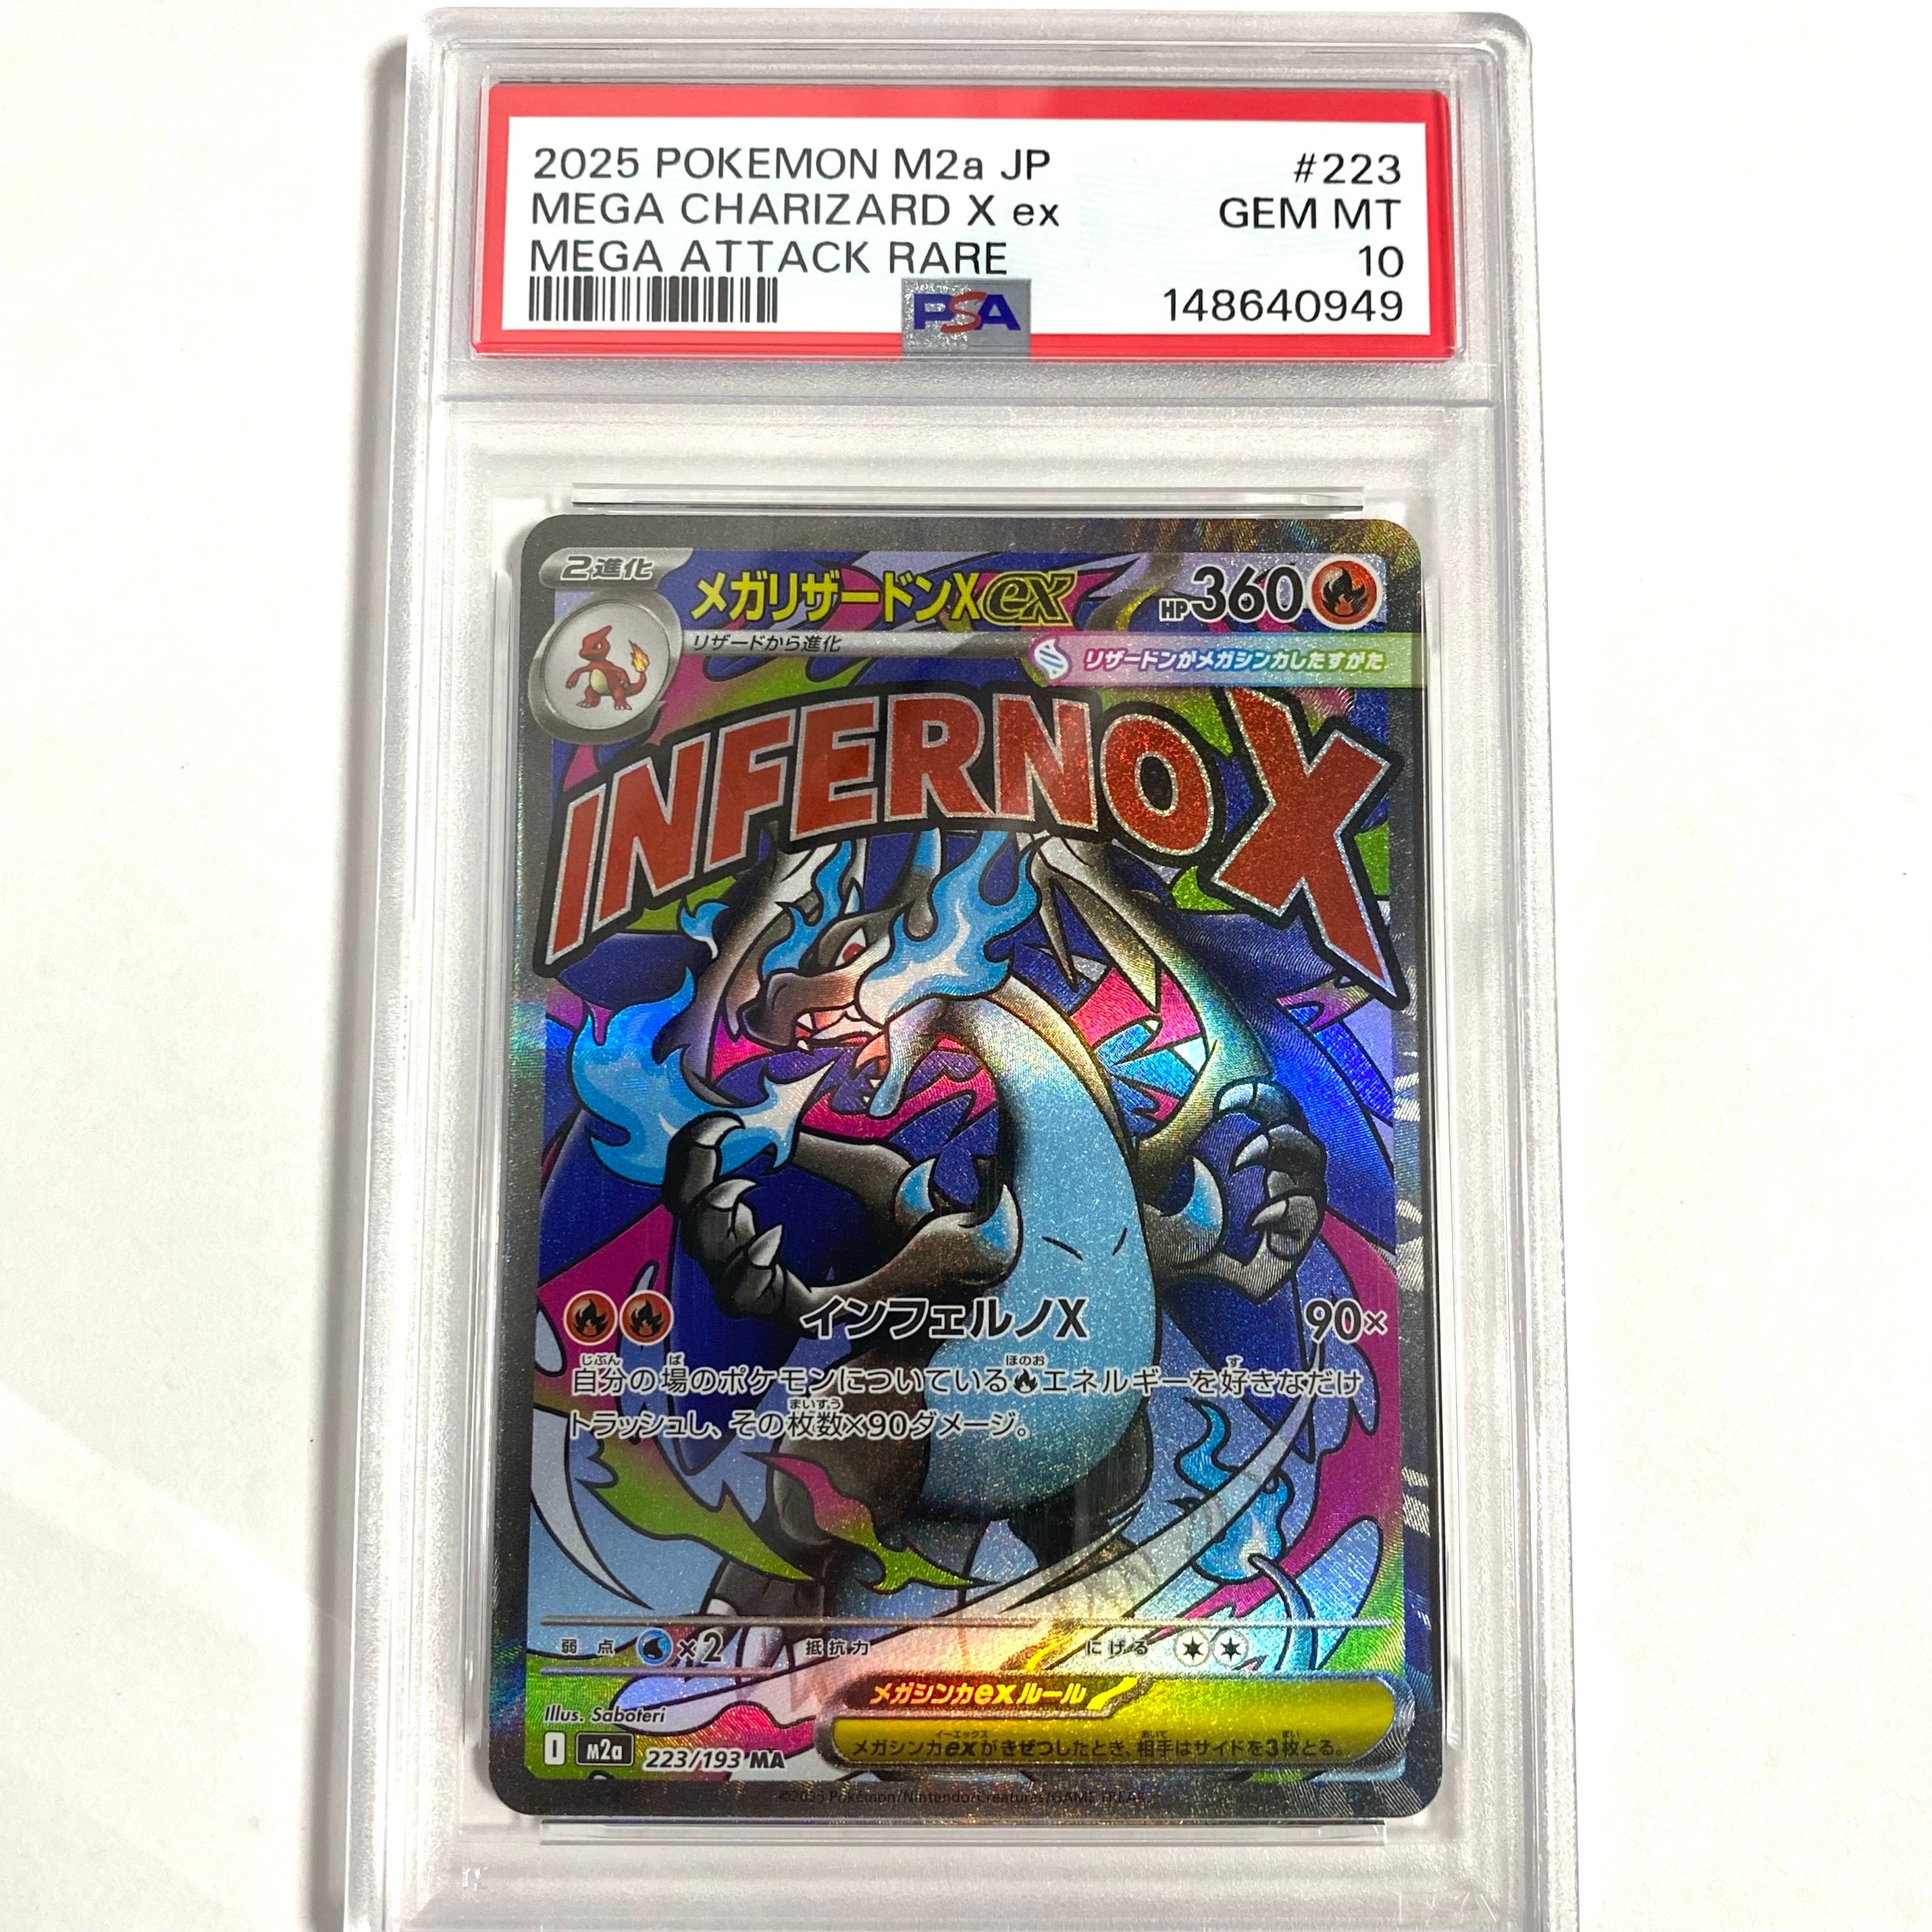 2025 POKEMON M2a JP #223
MEGA CHARIZARD X ex GEM MT
MEGA ATTACK RARE 10
PSA 148640949
2進化
メガリザードンXex HP360
リザードから進化
リザードンがメガシンカしたすがた
INFERNO X
インフェルノX 90×
自分の場のポケモンについているエネルギーを好きなだけ
トラッシュし、その枚数×90ダメージ。
弱点 ×2 抵抗力 にげる
メガシンカexルール
メガシンカexがきぜつしたとき、相手はサイドを3枚とる。
Illus. Saboteri
I m2a 223/193 MA
©2025 Pokémon/Nintendo/Creatures/GAME FREAK